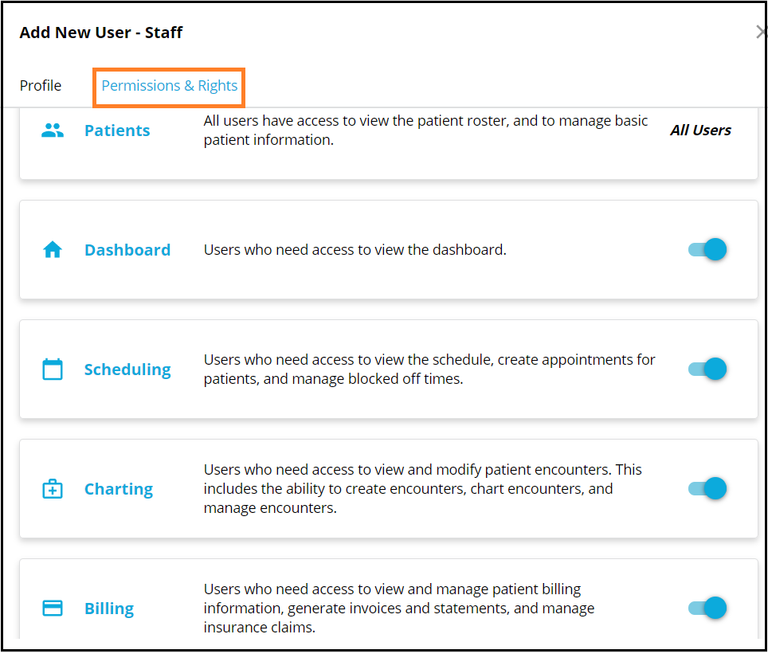 Add New User - Staff
Profile
Permissions & Rights
Patients
All users have access to view the patient roster, and to manage basic
patient information.
All Users
Dashboard
Users who need access to view the dashboard.
Scheduling
Users who need access to view the schedule, create appointments for
patients, and manage blocked off times.
Charting
Users who need access to view and modify patient encounters. This
includes the ability to create encounters, chart encounters, and
manage encounters.
Billing
Users who need access to view and manage patient billing
information, generate invoices and statements, and manage
insurance claims.